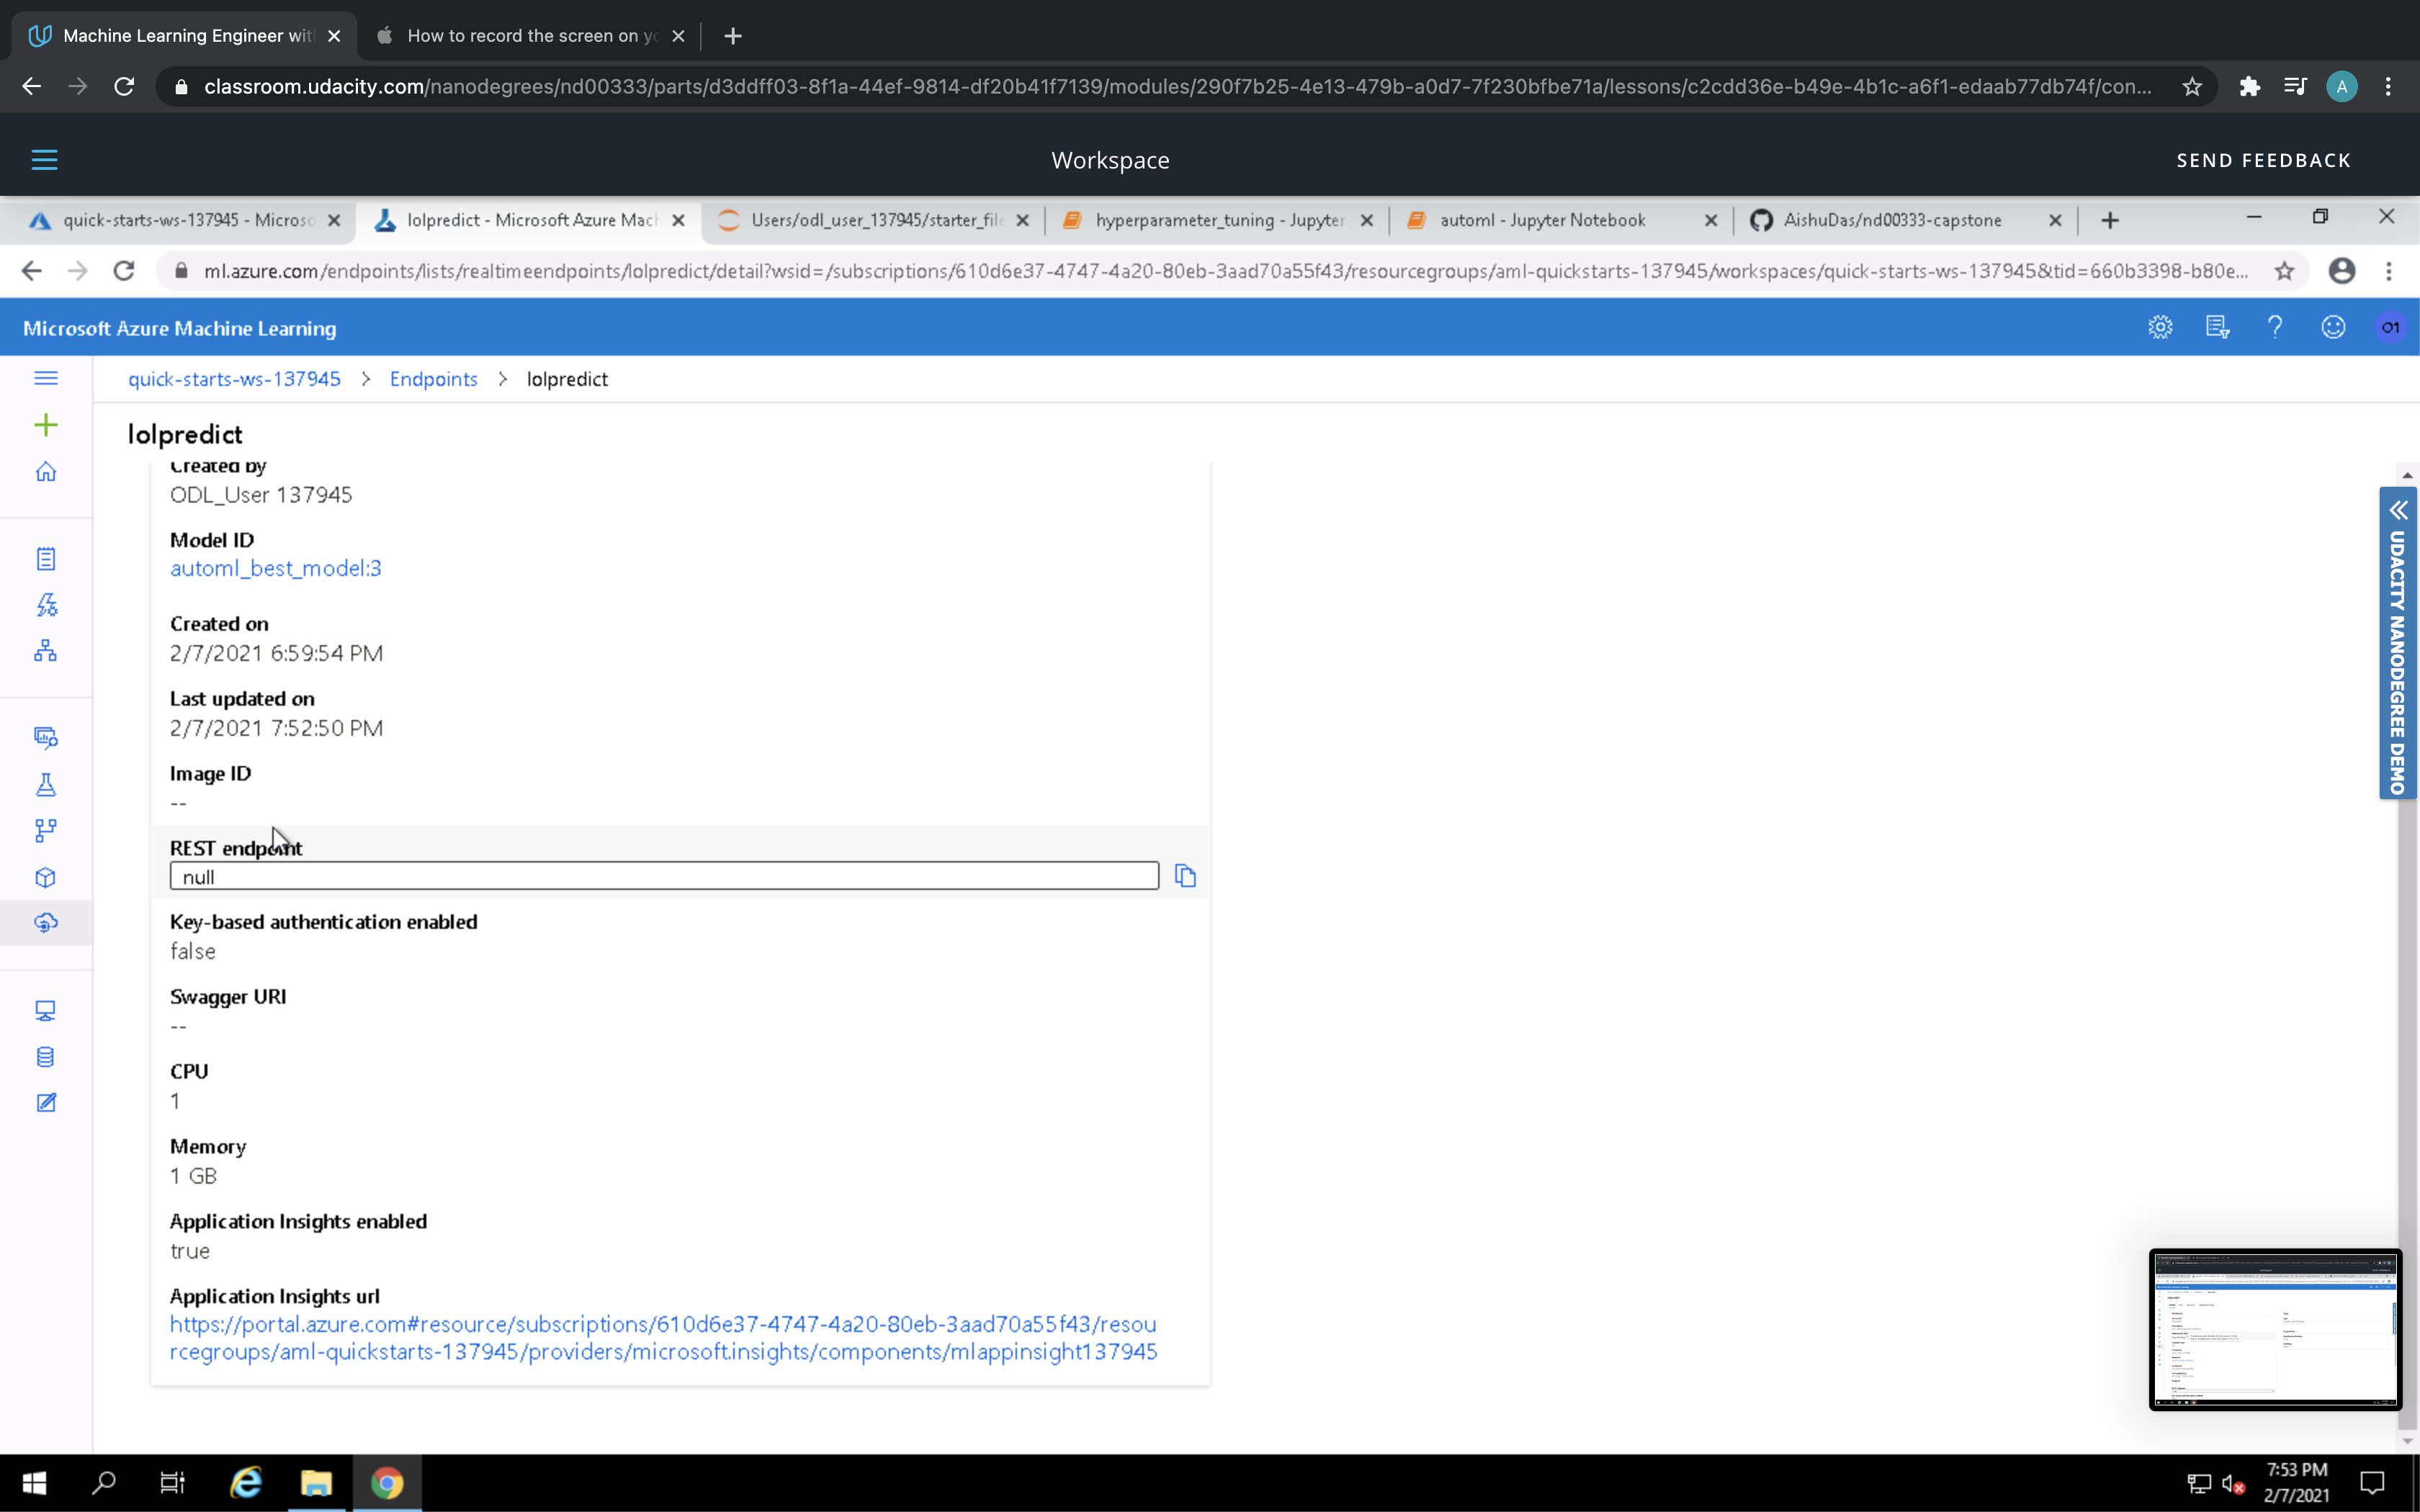 Machine Learning Engineer wit
How to record the screen on yo
classroom.udacity.com/nanodegrees/nd00333/parts/d3ddff03-8f1a-44ef-9814-df20b41f7139/modules/290f7b25-4e13-479b-a0d7-7f230bfbe71a/lessons/c2cdd36e-b49e-4b1c-a6f1-edaab77db74f/con...
A
Workspace
SEND FEEDBACK
quick-starts-ws-137945 - Microso
lolpredict - Microsoft Azure Mach
Users/odl_user_137945/starter_file
hyperparameter_tuning - Jupyter
automl - Jupyter Notebook
AishuDas/nd00333-capstone
ml.azure.com/endpoints/lists/realtimeendpoints/lolpredict/detail?wsid=/subscriptions/610d6e37-4747-4a20-80eb-3aad70a55f43/resourcegroups/aml-quickstarts-137945/workspaces/quick-starts-ws-137945&tid=660b3398-b80e...
Microsoft Azure Machine Learning
O1
quick-starts-ws-137945 > Endpoints > lolpredict
lolpredict
Created by
ODL_User 137945
Model ID
automl_best_model:3
Created on
2/7/2021 6:59:54 PM
Last updated on
2/7/2021 7:52:50 PM
Image ID
--
REST endpoint
null
Key-based authentication enabled
false
Swagger URI
--
CPU
1
Memory
1 GB
Application Insights enabled
true
Application Insights url
https://portal.azure.com#resource/subscriptions/610d6e37-4747-4a20-80eb-3aad70a55f43/resou
rcegroups/aml-quickstarts-137945/providers/microsoft.insights/components/mlappinsight137945
UDACITY NANODEGREE DEMO
7:53 PM
2/7/2021